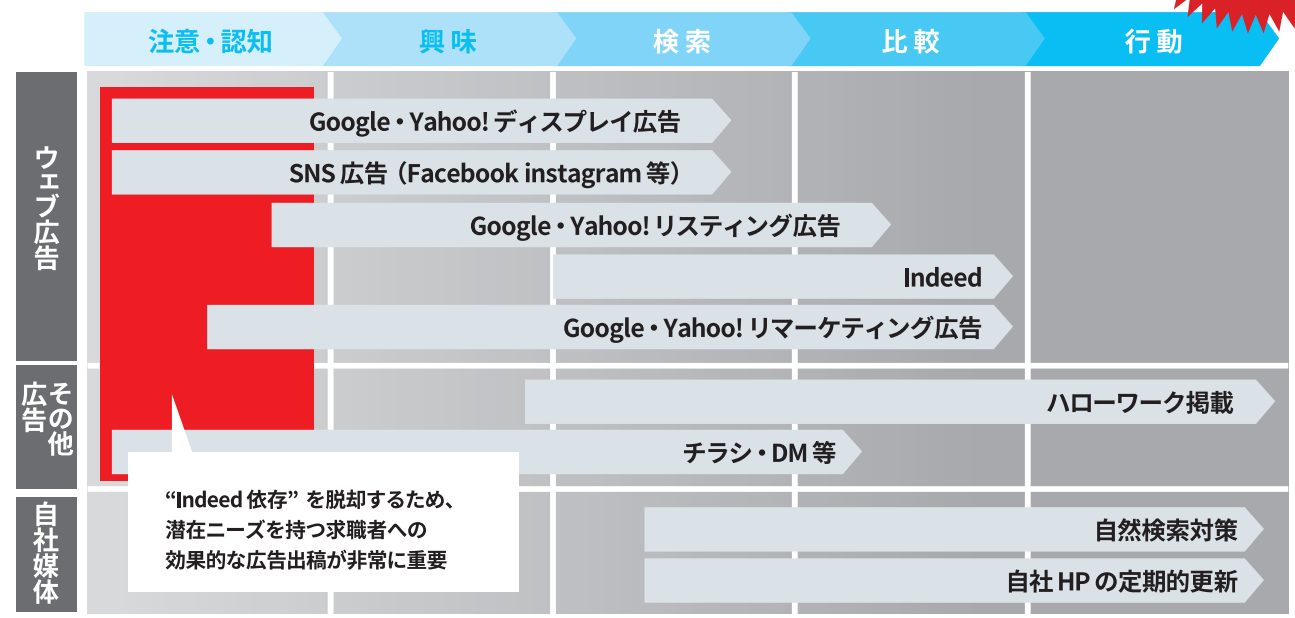 注意・認知
興味
検索
比較
行動
ウェブ広告
Google・Yahoo! ディスプレイ広告
SNS 広告（Facebook instagram 等）
Google・Yahoo! リスティング広告
Indeed
Google・Yahoo! リマーケティング広告
その他
広告
ハローワーク掲載
チラシ・DM 等
“Indeed 依存” を脱却するため、
潜在ニーズを持つ求職者への
効果的な広告出稿が非常に重要
自社媒体
自然検索対策
自社 HP の定期的更新